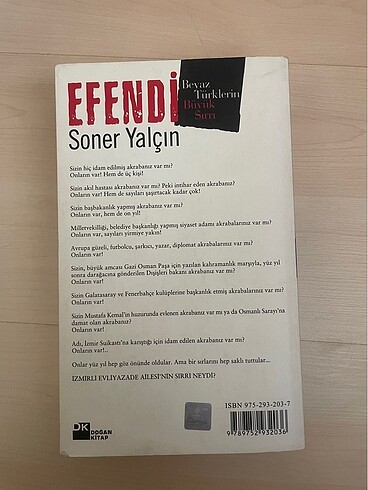 EFENDİ
Beyaz
Türklerin
Büyük
Sırrı
Soner Yalçın
Sizin hiç idam edilmiş akrabanız var mı?
Onların var! Hem de üç kişi!
Sizin akıl hastası akrabanız var mı? Peki intihar eden akrabanız?
Onların var! Hem de sayıları şaşırtacak kadar çok!
Sizin başbakanlık yapmış akrabanız var mı?
Onların var, hem de on yıl!
Milletvekilliği, belediye başkanlığı yapmış siyaset adamı akrabalarınız var mı?
Onların var, sayıları yirmiye yakın!
Avrupa güzeli, futbolcu, şarkıcı, yazar, diplomat akrabalarınız var mı?
Onların var!
Sizin, büyük amcası Gazi Osman Paşa için yazılan kahramanlık marşıyla, yüz yıl
sonra darağacına gönderilen Dışişleri bakanı akrabanız var mı?
Onların var!
Sizin Galatasaray ve Fenerbahçe kulüplerine başkanlık etmiş akrabalarınız var mı?
Onların var!
Sizin Mustafa Kemal'in huzurunda evlenen akrabanız var mı ya da Osmanlı Sarayı'na
damat olan akrabanız?
Onların var!
Adı, İzmir Suikastı'na karıştığı için idam edilen akrabanız var mı?
Onların var!..
Onlar yüz yıl hep göz önünde oldular. Ama bir sırlarını hep saklı tuttular...
İZMİRLİ EVLİYAZADE AİLESİ'NİN SIRRI NEYDİ?
ISBN 975-293-203-7
9 789752 932036
DK
DOĞAN
KİTAP